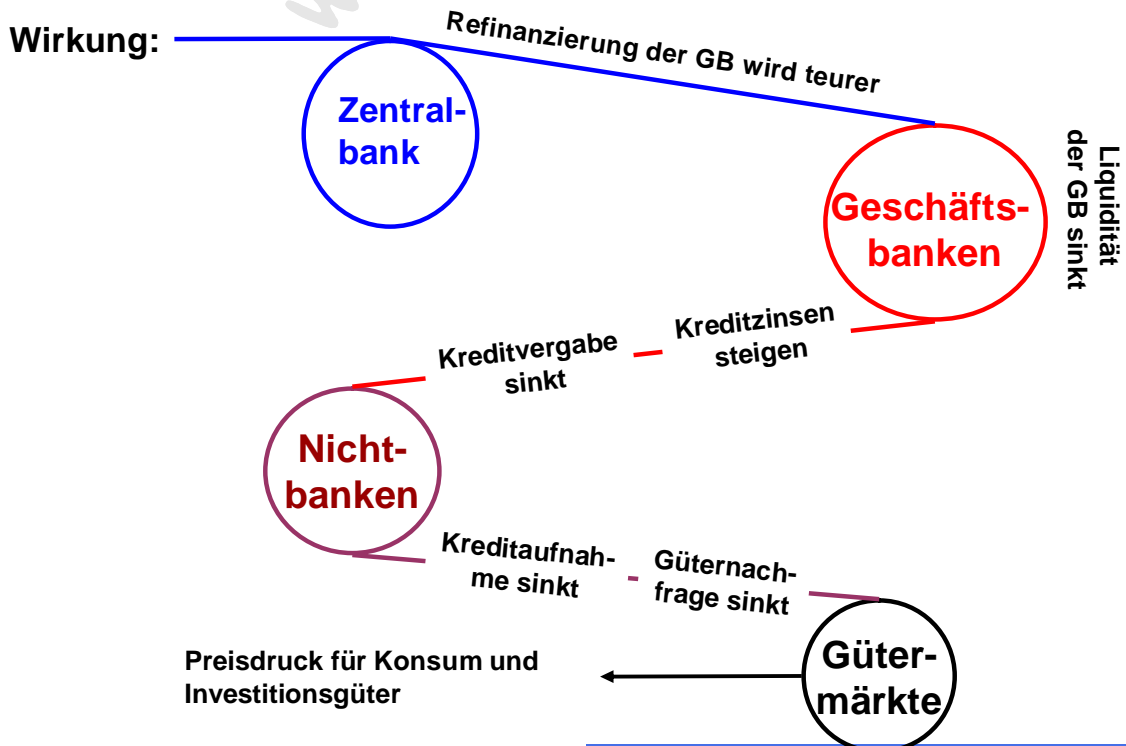 Wirkung:
Refinanzierung der GB wird teurer
Zentral-
bank
Geschäfts-
banken
Liquidität
der GB sinkt
Kreditzinsen
steigen
Kreditvergabe
sinkt
Nicht-
banken
Kreditaufnah-
me sinkt
Güternach-
frage sinkt
Güter-
märkte
Preisdruck für Konsum und
Investitionsgüter